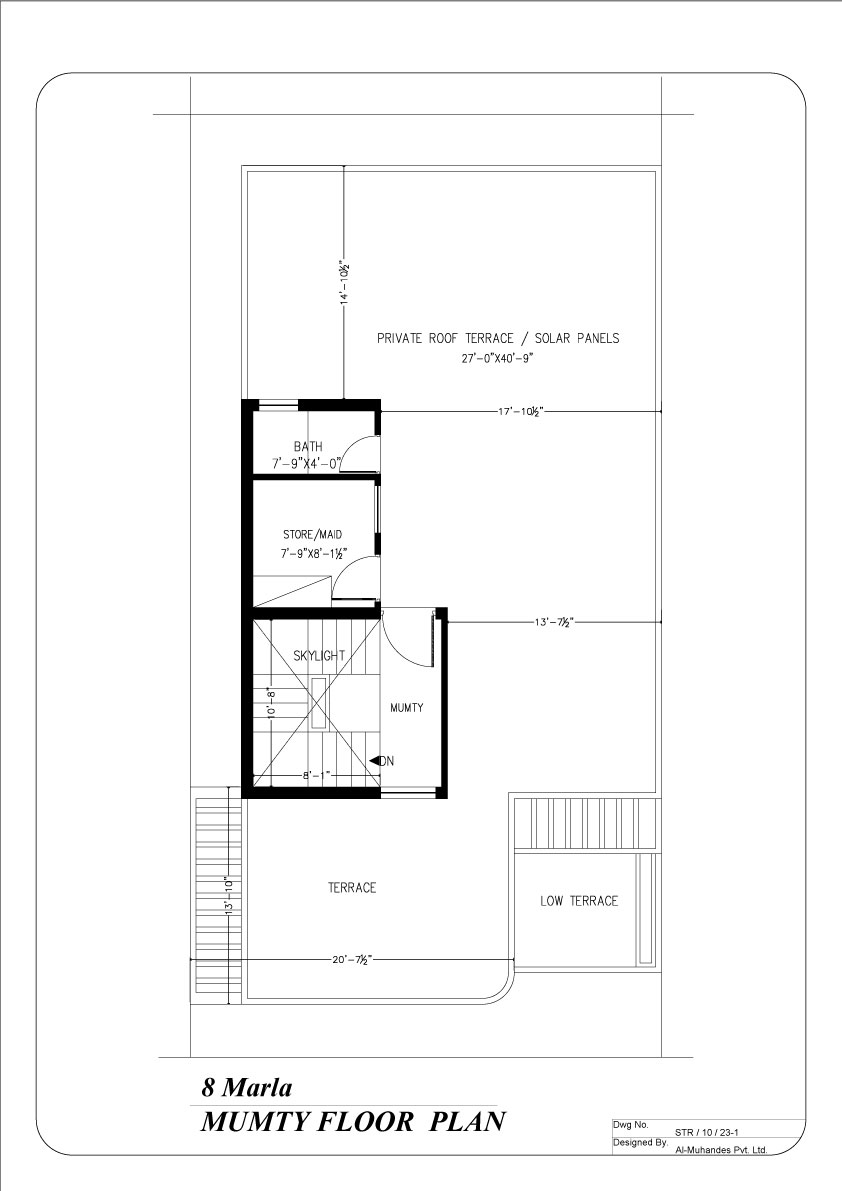 14'-10½"
PRIVATE ROOF TERRACE / SOLAR PANELS
27'-0"X40'-9"
17'-10½"
BATH
7'-9"X4'-0"
STORE/MAID
7'-9"X8'-1½"
13'-7½"
SKYLIGHT
10'-8"
MUMTY
DN
8'-1"
13'-10"
TERRACE
LOW TERRACE
20'-7½"
8 Marla
MUMTY FLOOR PLAN
Dwg No. STR / 10 / 23-1
Designed By. Al-Muhandes Pvt. Ltd.